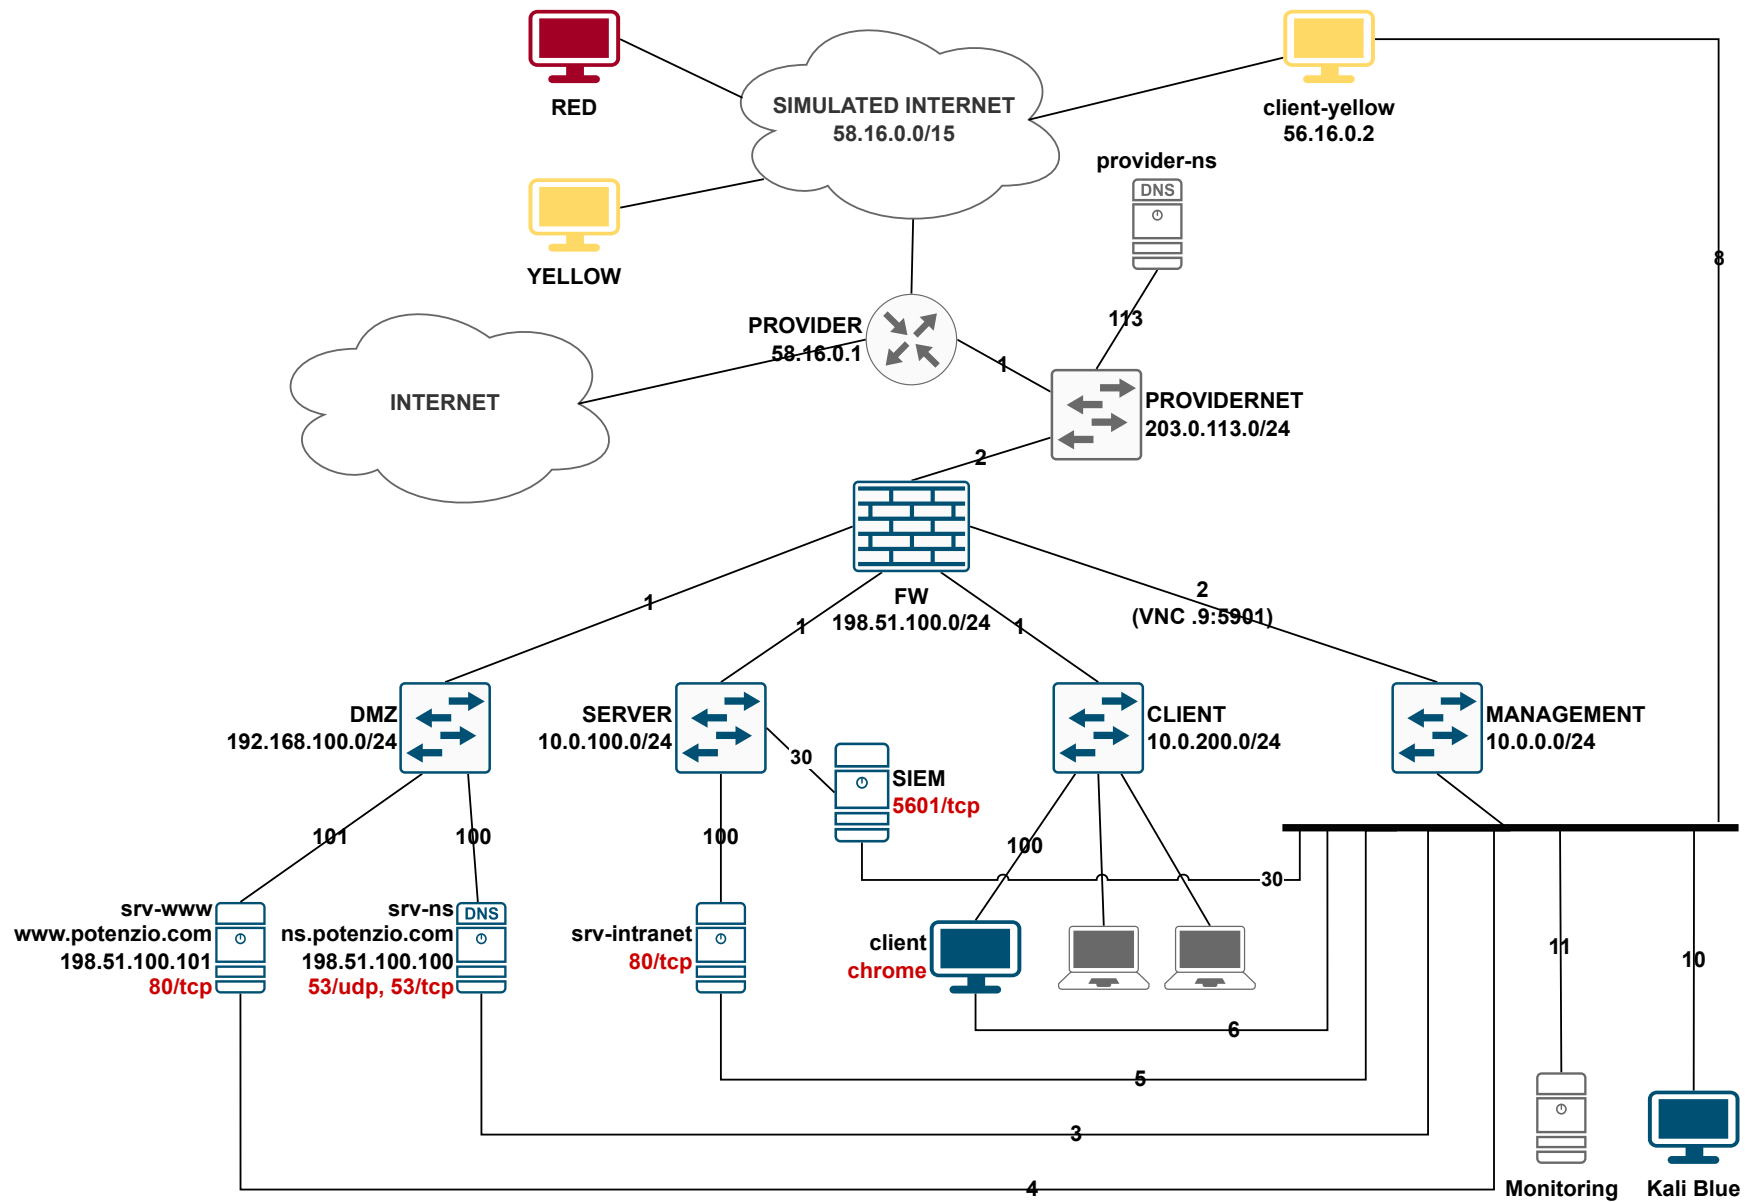 RED
SIMULATED INTERNET
58.16.0.0/15
client-yellow
56.16.0.2
provider-ns
DNS
YELLOW
8
PROVIDER
58.16.0.1
113
1
INTERNET
PROVIDERNET
203.0.113.0/24
2
FW
198.51.100.0/24
1
1
1
2
(VNC .9:5901)
DMZ
192.168.100.0/24
SERVER
10.0.100.0/24
CLIENT
10.0.200.0/24
MANAGEMENT
10.0.0.0/24
30
SIEM
5601/tcp
101
100
100
100
30
srv-www
www.potenzio.com
198.51.100.101
80/tcp
srv-ns
ns.potenzio.com
198.51.100.100
53/udp, 53/tcp
DNS
srv-intranet
80/tcp
client
chrome
11
10
6
5
3
4
Monitoring
Kali Blue